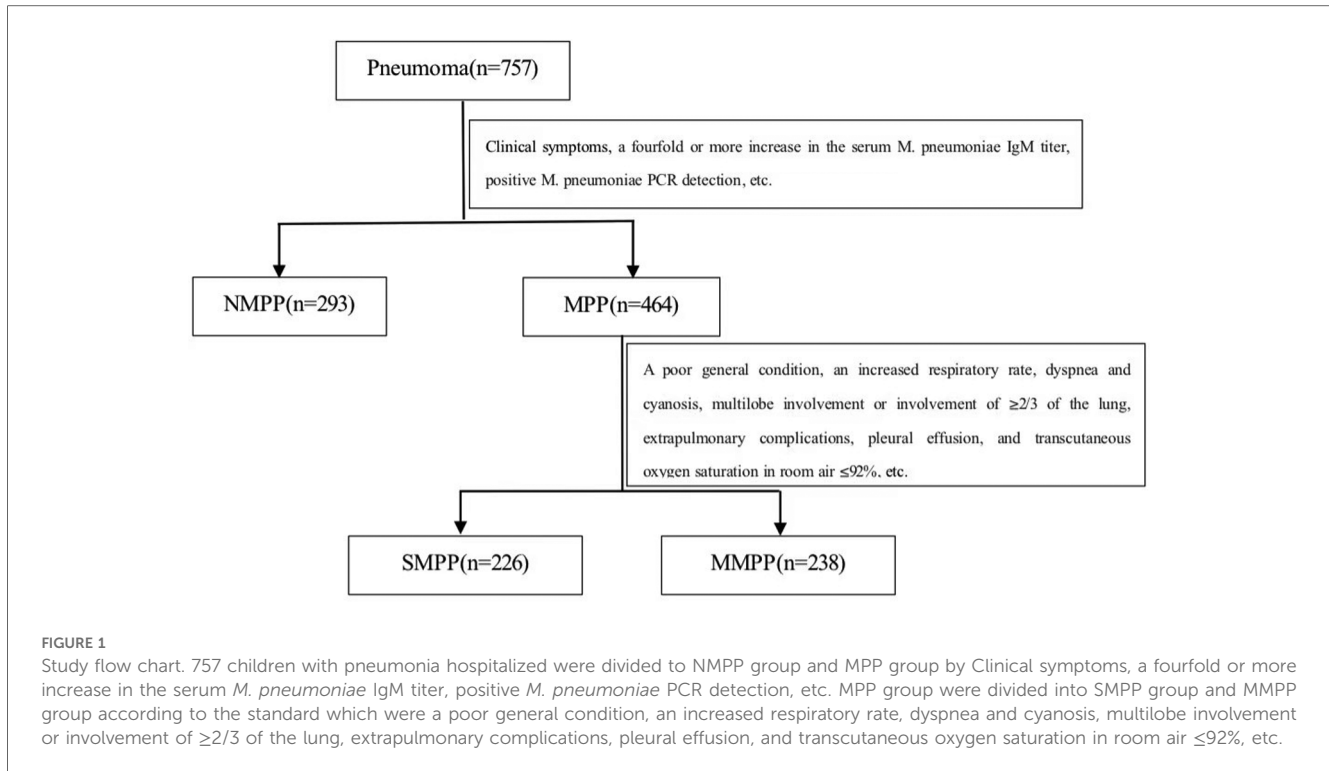 Pneumoma(n=757)
Clinical symptoms, a fourfold or more increase in the serum M. pneumoniae IgM titer,
positive M. pneumoniae PCR detection, etc.
NMPP(n=293)
MPP(n=464)
A poor general condition, an increased respiratory rate, dyspnea and
cyanosis, multilobe involvement or involvement of ≥2/3 of the lung,
extrapulmonary complications, pleural effusion, and transcutaneous
oxygen saturation in room air ≤92%, etc.
SMPP(n=226)
MMPP(n=238)
FIGURE 1
Study flow chart. 757 children with pneumonia hospitalized were divided to NMPP group and MPP group by Clinical symptoms, a fourfold or more
increase in the serum M. pneumoniae IgM titer, positive M. pneumoniae PCR detection, etc. MPP group were divided into SMPP group and MMPP
group according to the standard which were a poor general condition, an increased respiratory rate, dyspnea and cyanosis, multilobe involvement
or involvement of ≥2/3 of the lung, extrapulmonary complications, pleural effusion, and transcutaneous oxygen saturation in room air ≤92%, etc.